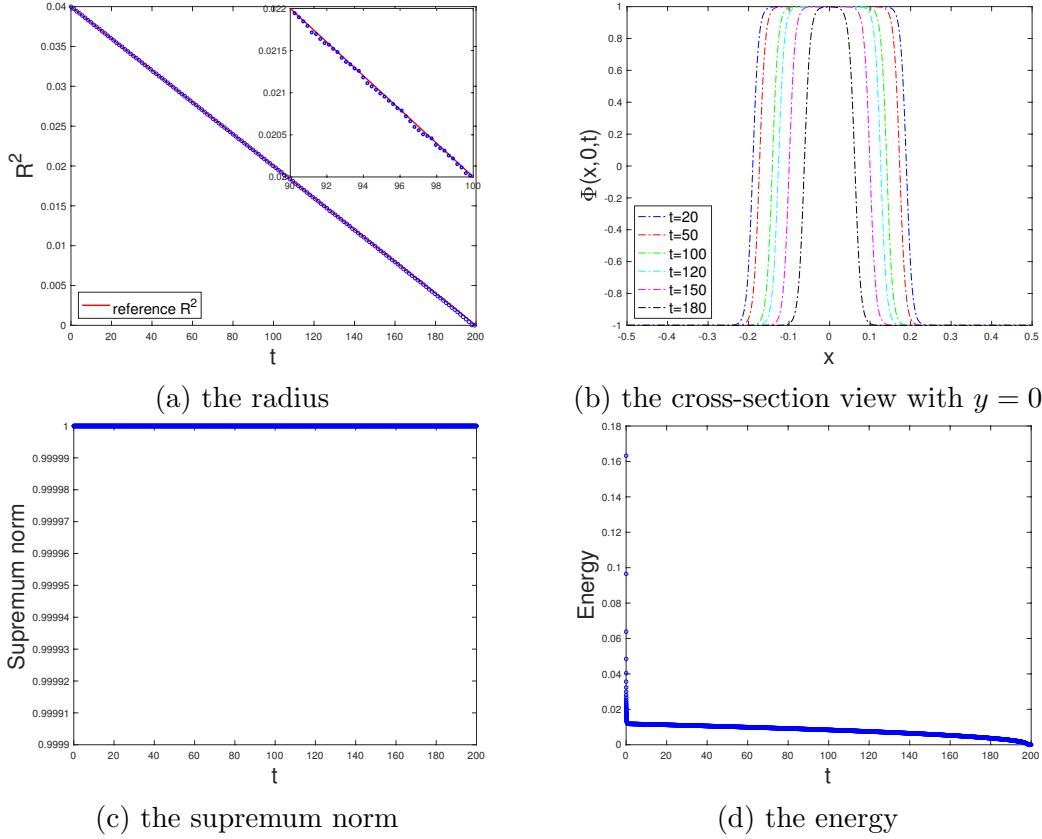 0.04
0.035
0.03
0.025
0.02
0.015
0.01
0.005
0
R²
0 20 40 60 80 100 120 140 160 180 200
t
reference R²
0.022
0.0215
0.021
0.0205
0.02
90 92 94 96 98 100
(a) the radius
1
0.8
0.6
0.4
0.2
0
-0.2
-0.4
-0.6
-0.8
-1
Φ(x,0,t)
t=20
t=50
t=100
t=120
t=150
t=180
-0.5 -0.4 -0.3 -0.2 -0.1 0 0.1 0.2 0.3 0.4 0.5
x
(b) the cross-section view with y = 0
1
0.99999
0.99998
0.99997
0.99996
0.99995
0.99994
0.99993
0.99992
0.99991
0.9999
Supremum norm
0 20 40 60 80 100 120 140 160 180 200
t
(c) the supremum norm
0.18
0.16
0.14
0.12
0.1
0.08
0.06
0.04
0.02
0
Energy
0 20 40 60 80 100 120 140 160 180 200
t
(d) the energy